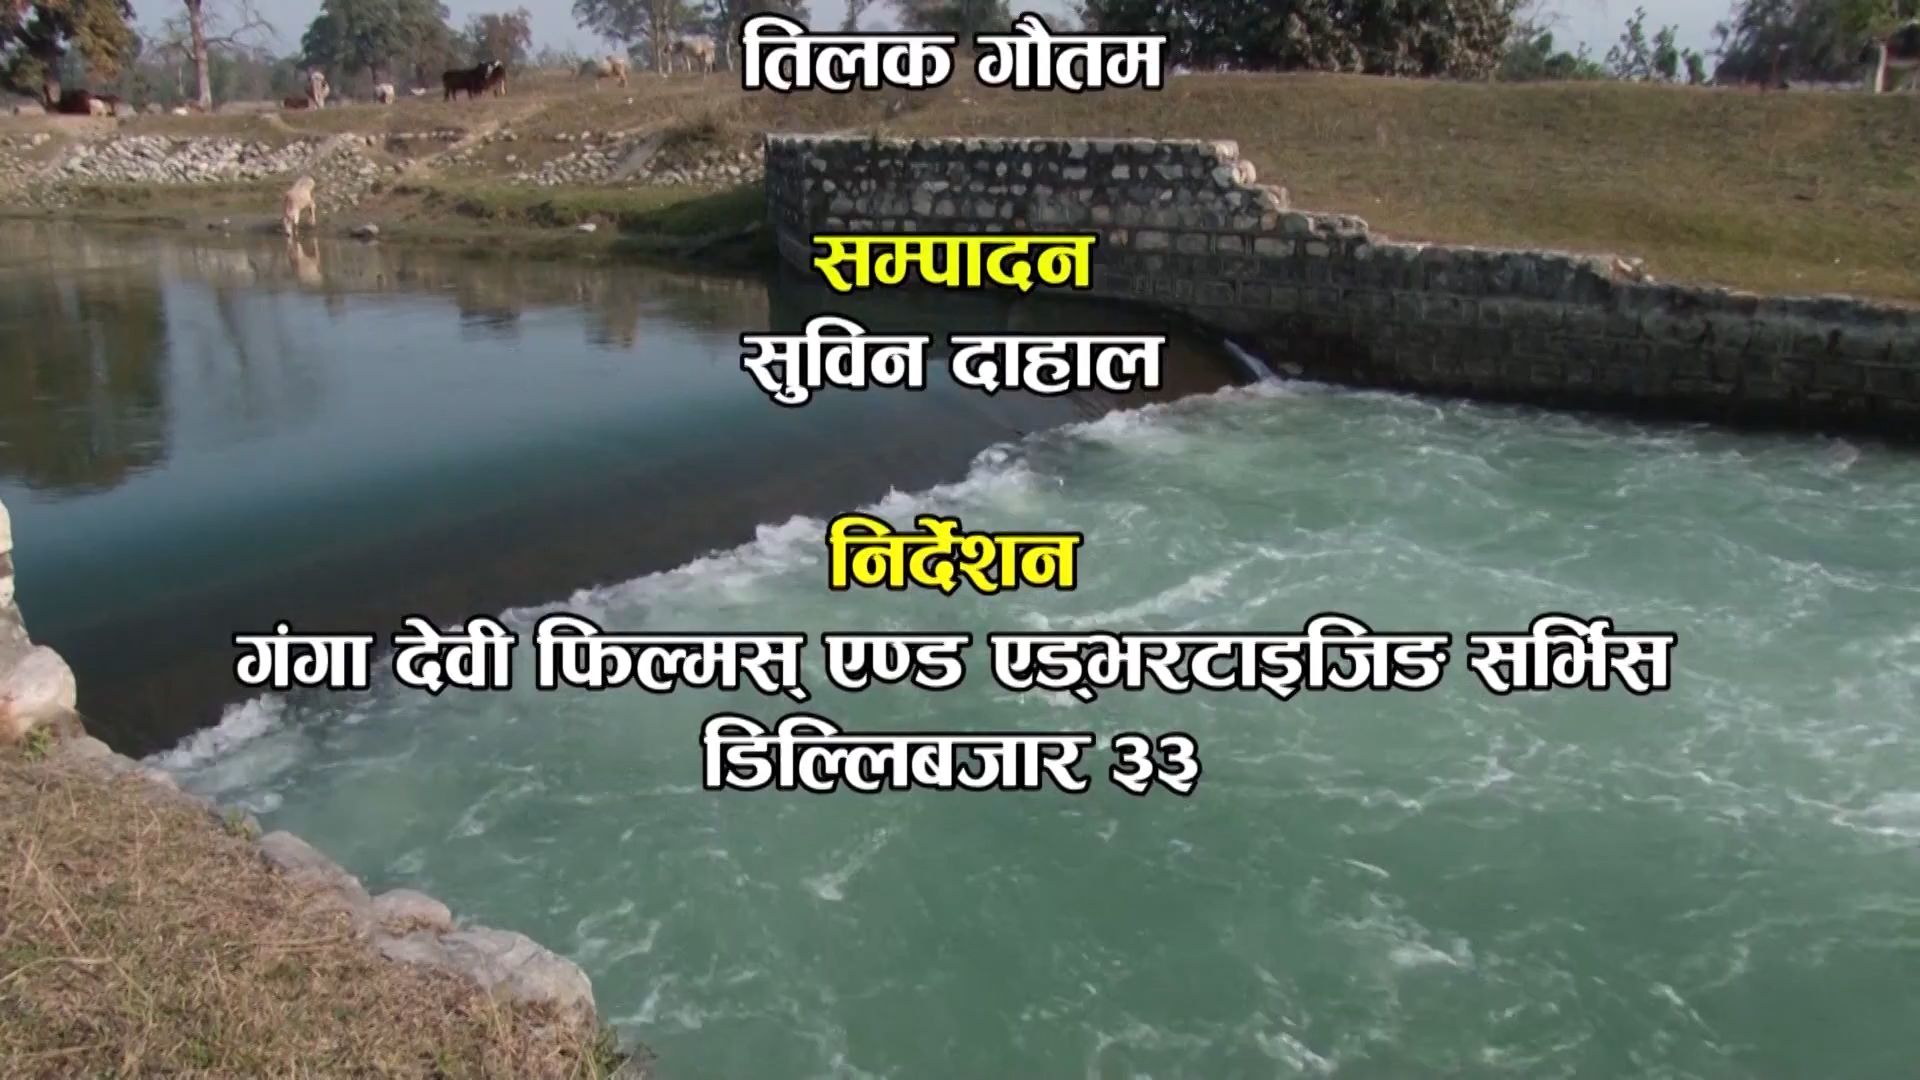 तिलक गौतम
सम्पादन
सुविन दाहाल
निर्देशन
गंगा देवी फिल्मस् एण्ड एड्भरटाइजिङ सर्भिस
डिल्लिबजार ३३